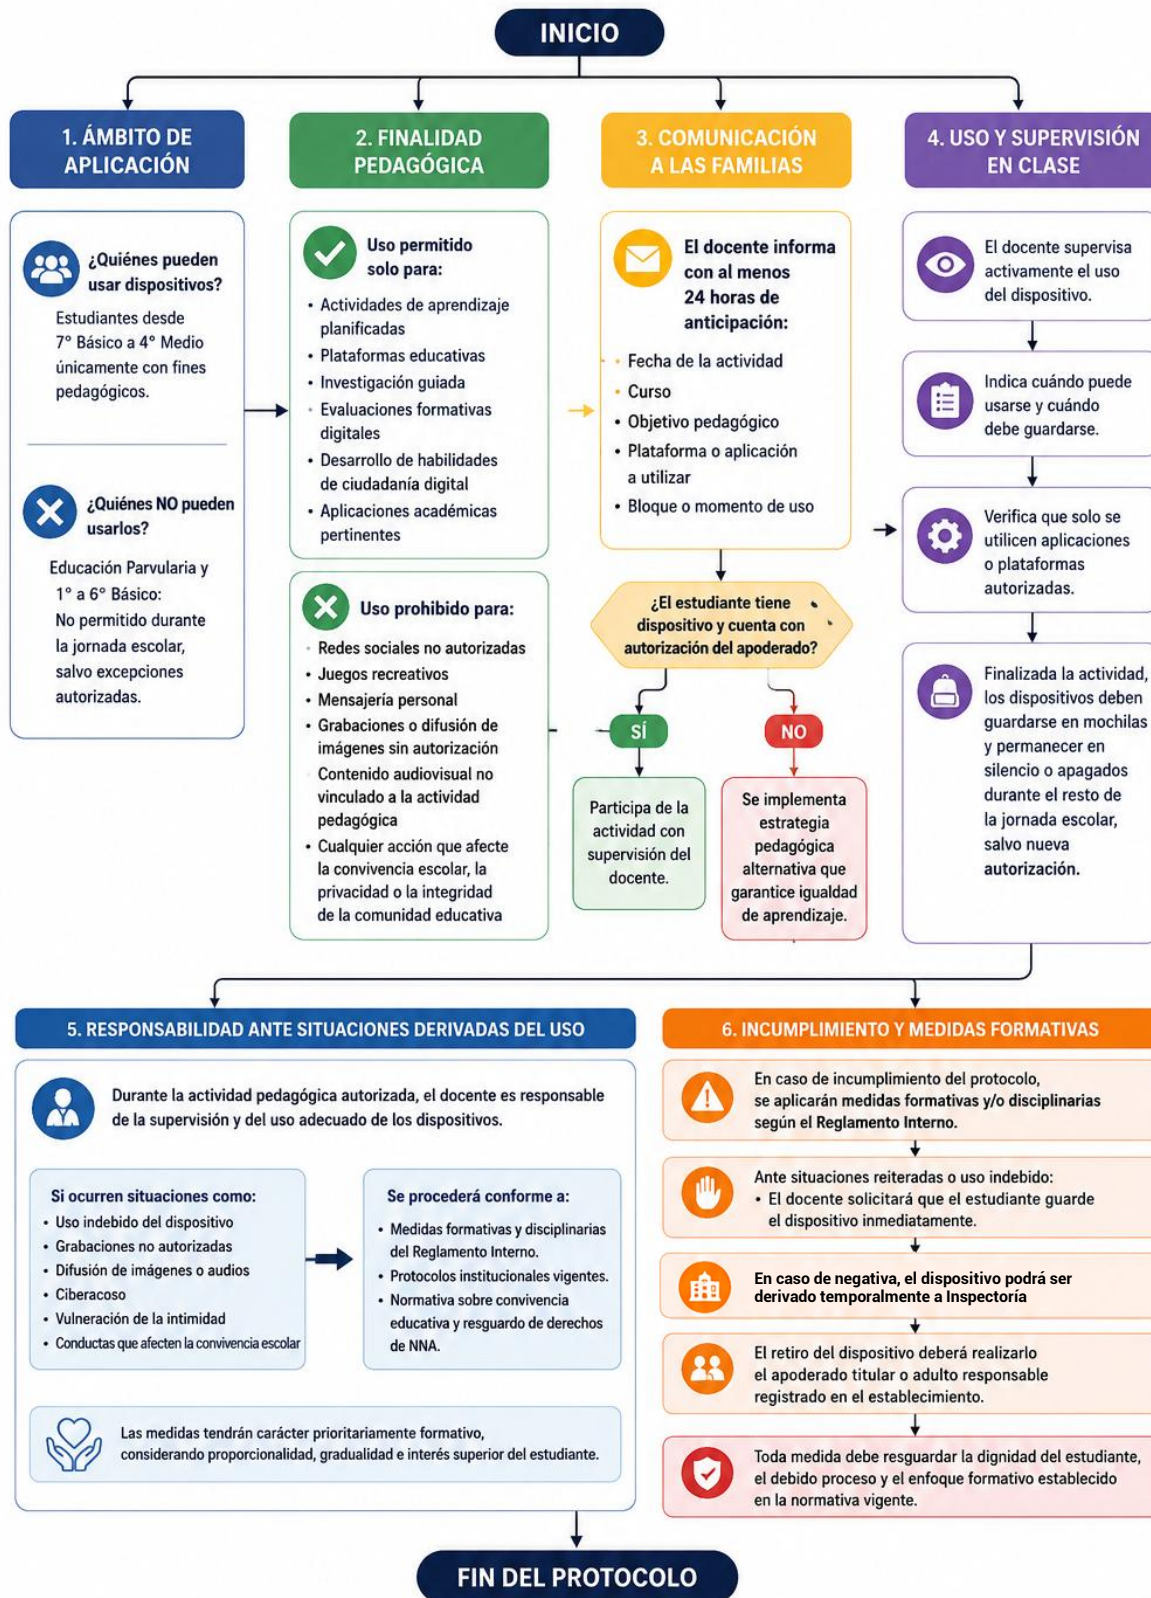 INICIO
1. ÁMBITO DE
APLICACIÓN
¿Quiénes pueden
usar dispositivos?
Estudiantes desde
7° Básico a 4° Medio
únicamente con fines
pedagógicos.
¿Quiénes NO pueden
usarlos?
Educación Parvularia y
1° a 6° Básico:
No permitido durante
la jornada escolar,
salvo excepciones
autorizadas.
2. FINALIDAD
PEDAGÓGICA
Uso permitido
solo para:
• Actividades de aprendizaje
planificadas
• Plataformas educativas
• Investigación guiada
• Evaluaciones formativas
digitales
• Desarrollo de habilidades
de ciudadanía digital
• Aplicaciones académicas
pertinentes
Uso prohibido para:
• Redes sociales no autorizadas
• Juegos recreativos
• Mensajería personal
• Grabaciones o difusión de
imágenes sin autorización
Contenido audiovisual no
vinculado a la actividad
pedagógica
• Cualquier acción que afecte
la convivencia escolar, la
privacidad o la integridad
de la comunidad educativa
3. COMUNICACIÓN
A LAS FAMILIAS
El docente informa
con al menos
24 horas de
anticipación:
• Fecha de la actividad
• Curso
• Objetivo pedagógico
• Plataforma o aplicación
a utilizar
• Bloque o momento de uso
¿El estudiante tiene
dispositivo y cuenta con
autorización del apoderado?
SÍ
NO
Participa de la
actividad con
supervisión del
docente.
Se implementa
estrategia
pedagógica
alternativa que
garantice igualdad
de aprendizaje.
4. USO Y SUPERVISIÓN
EN CLASE
El docente supervisa
activamente el uso
del dispositivo.
Indica cuándo puede
usarse y cuándo
debe guardarse.
Verifica que solo se
utilicen aplicaciones
o plataformas
autorizadas.
Finalizada la actividad,
los dispositivos deben
guardarse en mochilas
y permanecer en
silencio o apagados
durante el resto de
la jornada escolar,
salvo nueva
autorización.
5. RESPONSABILIDAD ANTE SITUACIONES DERIVADAS DEL USO
Durante la actividad pedagógica autorizada, el docente es responsable
de la supervisión y del uso adecuado de los dispositivos.
Si ocurren situaciones como:
• Uso indebido del dispositivo
• Grabaciones no autorizadas
• Difusión de imágenes o audios
• Ciberacoso
• Vulneración de la intimidad
• Conductas que afecten la convivencia escolar
Se procederá conforme a:
• Medidas formativas y disciplinarias
del Reglamento Interno.
• Protocolos institucionales vigentes.
• Normativa sobre convivencia
educativa y resguardo de derechos
de NNA.
Las medidas tendrán carácter prioritariamente formativo,
considerando proporcionalidad, gradualidad e interés superior del estudiante.
6. INCUMPLIMIENTO Y MEDIDAS FORMATIVAS
En caso de incumplimiento del protocolo,
se aplicarán medidas formativas y/o disciplinarias
según el Reglamento Interno.
Ante situaciones reiteradas o uso indebido:
• El docente solicitará que el estudiante guarde
el dispositivo inmediatamente.
En caso de negativa, el dispositivo podrá ser
derivado temporalmente a Inspectoría
El retiro del dispositivo deberá realizarlo
el apoderado titular o adulto responsable
registrado en el establecimiento.
Toda medida debe resguardar la dignidad del estudiante,
el debido proceso y el enfoque formativo establecido
en la normativa vigente.
FIN DEL PROTOCOLO